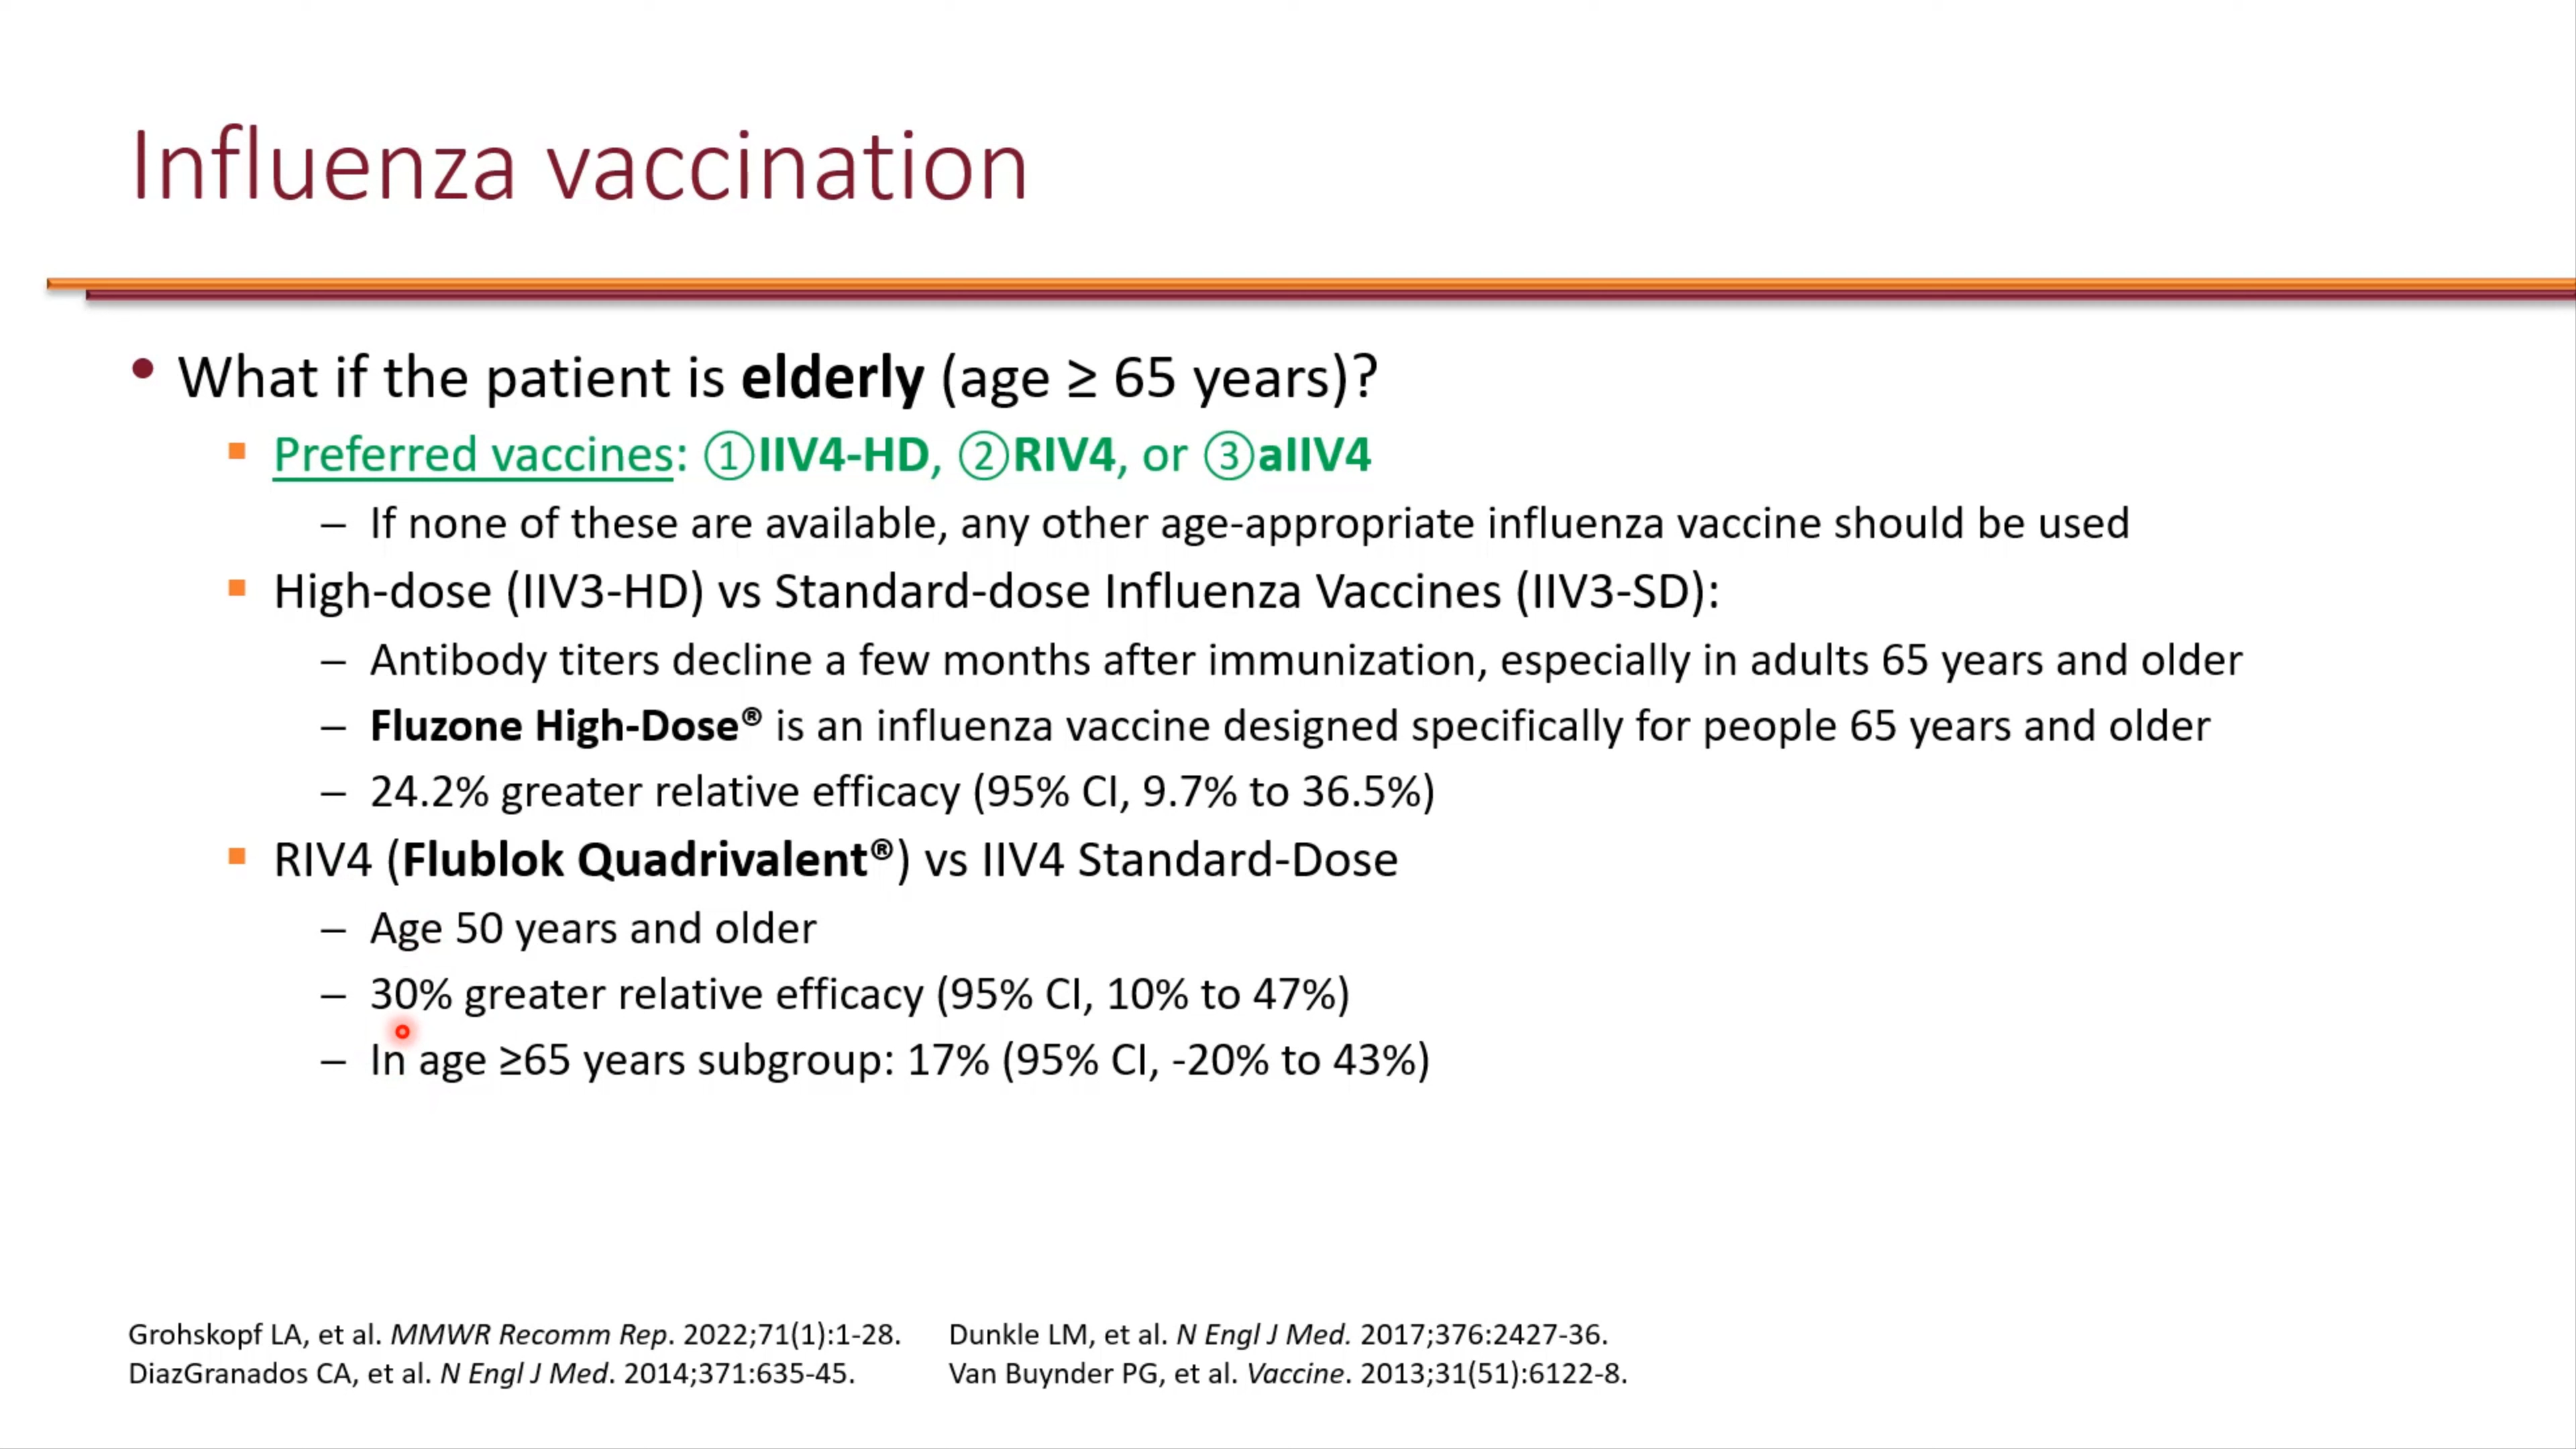 Influenza vaccination
• What if the patient is elderly (age ≥ 65 years)?
▪ Preferred vaccines: ①IIV4-HD, ②RIV4, or ③aIIV4
– If none of these are available, any other age-appropriate influenza vaccine should be used
▪ High-dose (IIV3-HD) vs Standard-dose Influenza Vaccines (IIV3-SD):
– Antibody titers decline a few months after immunization, especially in adults 65 years and older
– Fluzone High-Dose® is an influenza vaccine designed specifically for people 65 years and older
– 24.2% greater relative efficacy (95% CI, 9.7% to 36.5%)
▪ RIV4 (Flublok Quadrivalent®) vs IIV4 Standard-Dose
– Age 50 years and older
– 30% greater relative efficacy (95% CI, 10% to 47%)
– In age ≥65 years subgroup: 17% (95% CI, -20% to 43%)
Grohskopf LA, et al. MMWR Recomm Rep. 2022;71(1):1-28.
DiazGranados CA, et al. N Engl J Med. 2014;371:635-45.
Dunkle LM, et al. N Engl J Med. 2017;376:2427-36.
Van Buynder PG, et al. Vaccine. 2013;31(51):6122-8.